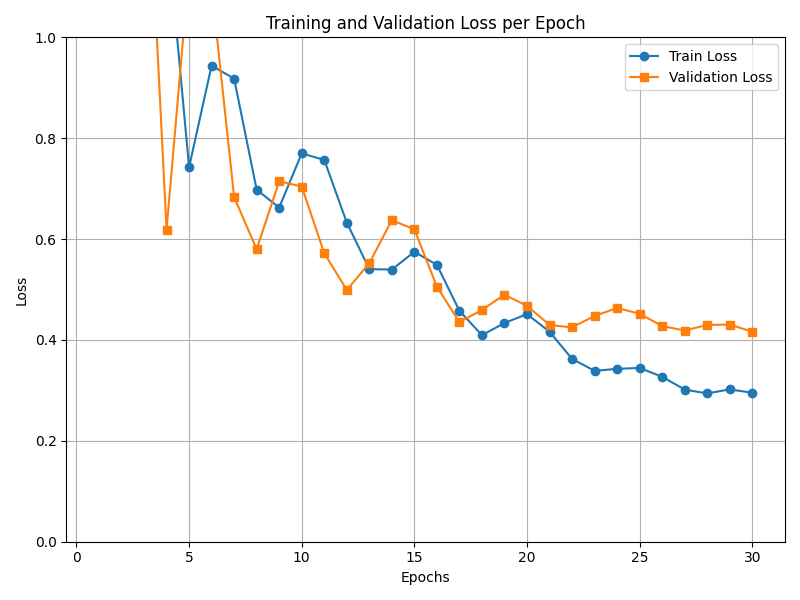 Training and Validation Loss per Epoch
Train Loss
Validation Loss
1.0
0.8
0.6
0.4
0.2
0.0
Loss
0 5 10 15 20 25 30
Epochs